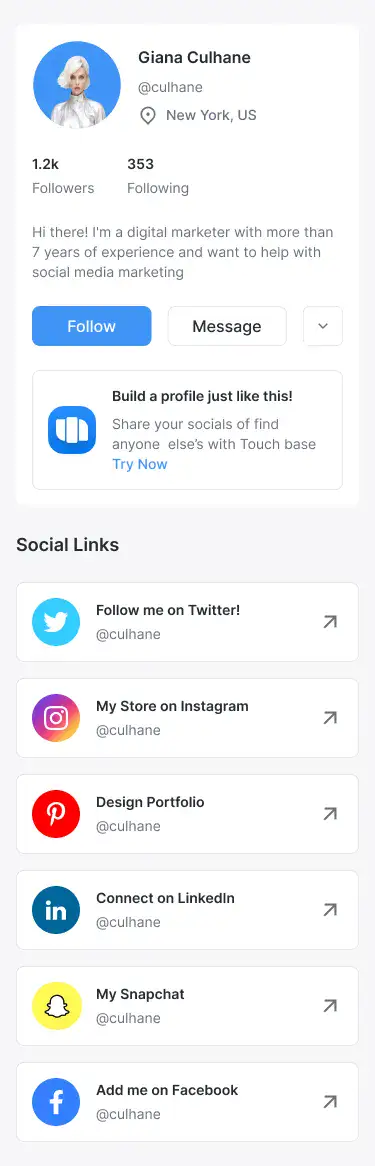 Giana Culhane
@culhane
New York, US
1.2k
353
Followers
Following
Hi there! I'm a digital marketer with more than
7 years of experience and want to help with
social media marketing
Follow
Message
Build a profile just like this!
Share your socials of find
anyone else's with Touch base
Try Now
Social Links
Follow me on Twitter!
@culhane
My Store on Instagram
@culhane
Design Portfolio
@culhane
Connect on LinkedIn
@culhane
My Snapchat
@culhane
Add me on Facebook
@culhane